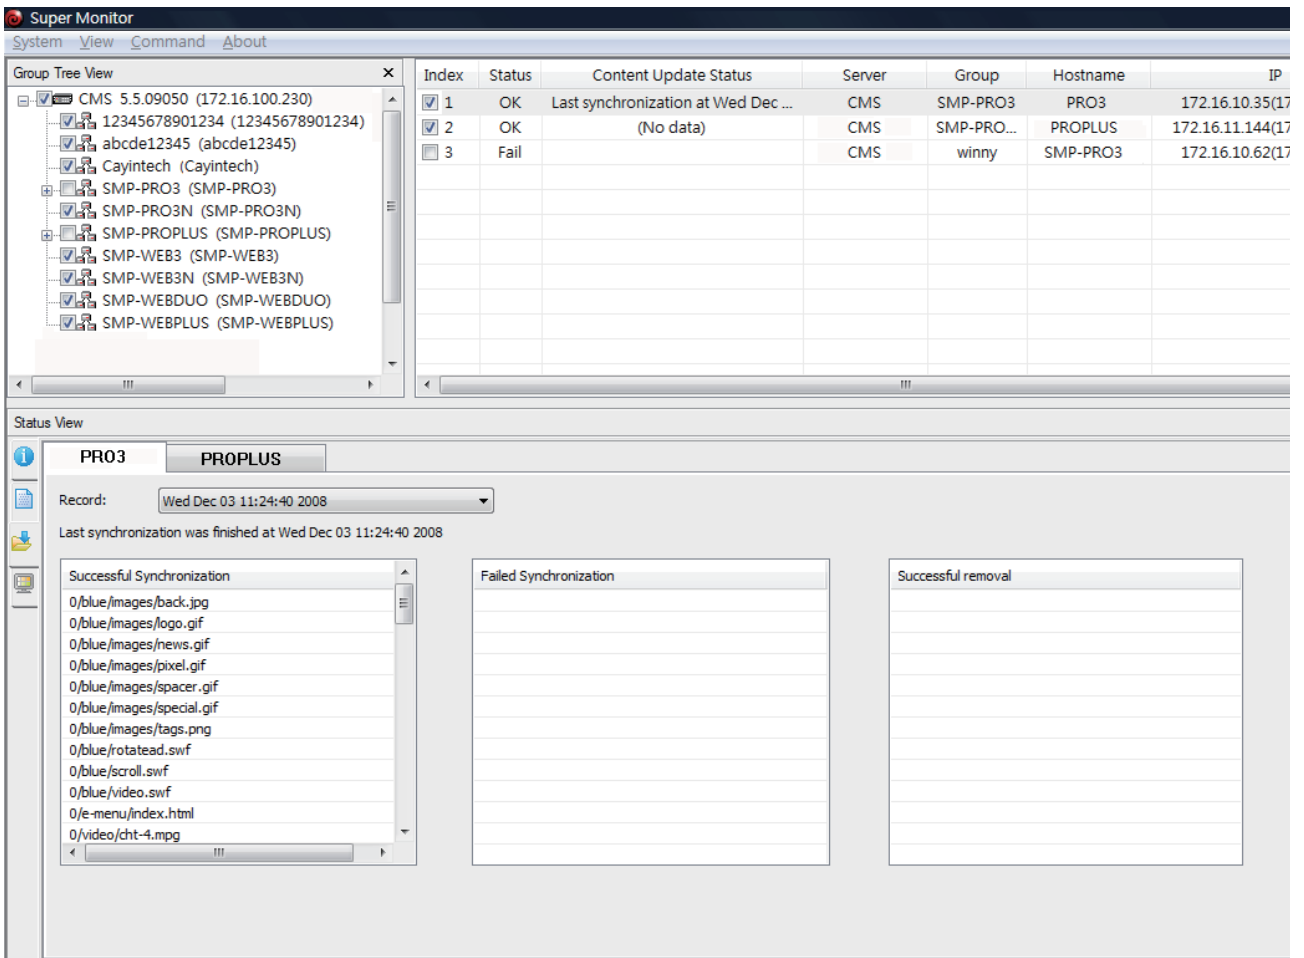 Super Monitor
System View Command About
Group Tree View
CMS 5.5.09050 (172.16.100.230)
12345678901234 (12345678901234)
abcde12345 (abcde12345)
Cayintech (Cayintech)
SMP-PRO3 (SMP-PRO3)
SMP-PRO3N (SMP-PRO3N)
SMP-PROPLUS (SMP-PROPLUS)
SMP-WEB3 (SMP-WEB3)
SMP-WEB3N (SMP-WEB3N)
SMP-WEBDUO (SMP-WEBDUO)
SMP-WEBPLUS (SMP-WEBPLUS)
Index Status Content Update Status Server Group Hostname IP
1 OK Last synchronization at Wed Dec ... CMS SMP-PRO3 PRO3 172.16.10.35(17
2 OK (No data) CMS SMP-PRO... PROPLUS 172.16.11.144(17
3 Fail CMS winny SMP-PRO3 172.16.10.62(17
Status View
PRO3 PROPLUS
Record: Wed Dec 03 11:24:40 2008
Last synchronization was finished at Wed Dec 03 11:24:40 2008
Successful Synchronization
0/blue/images/back.jpg
0/blue/images/logo.gif
0/blue/images/news.gif
0/blue/images/pixel.gif
0/blue/images/spacer.gif
0/blue/images/special.gif
0/blue/images/tags.png
0/blue/rotatead.swf
0/blue/scroll.swf
0/blue/video.swf
0/e-menu/index.html
0/video/cht-4.mpg
Failed Synchronization
Successful removal